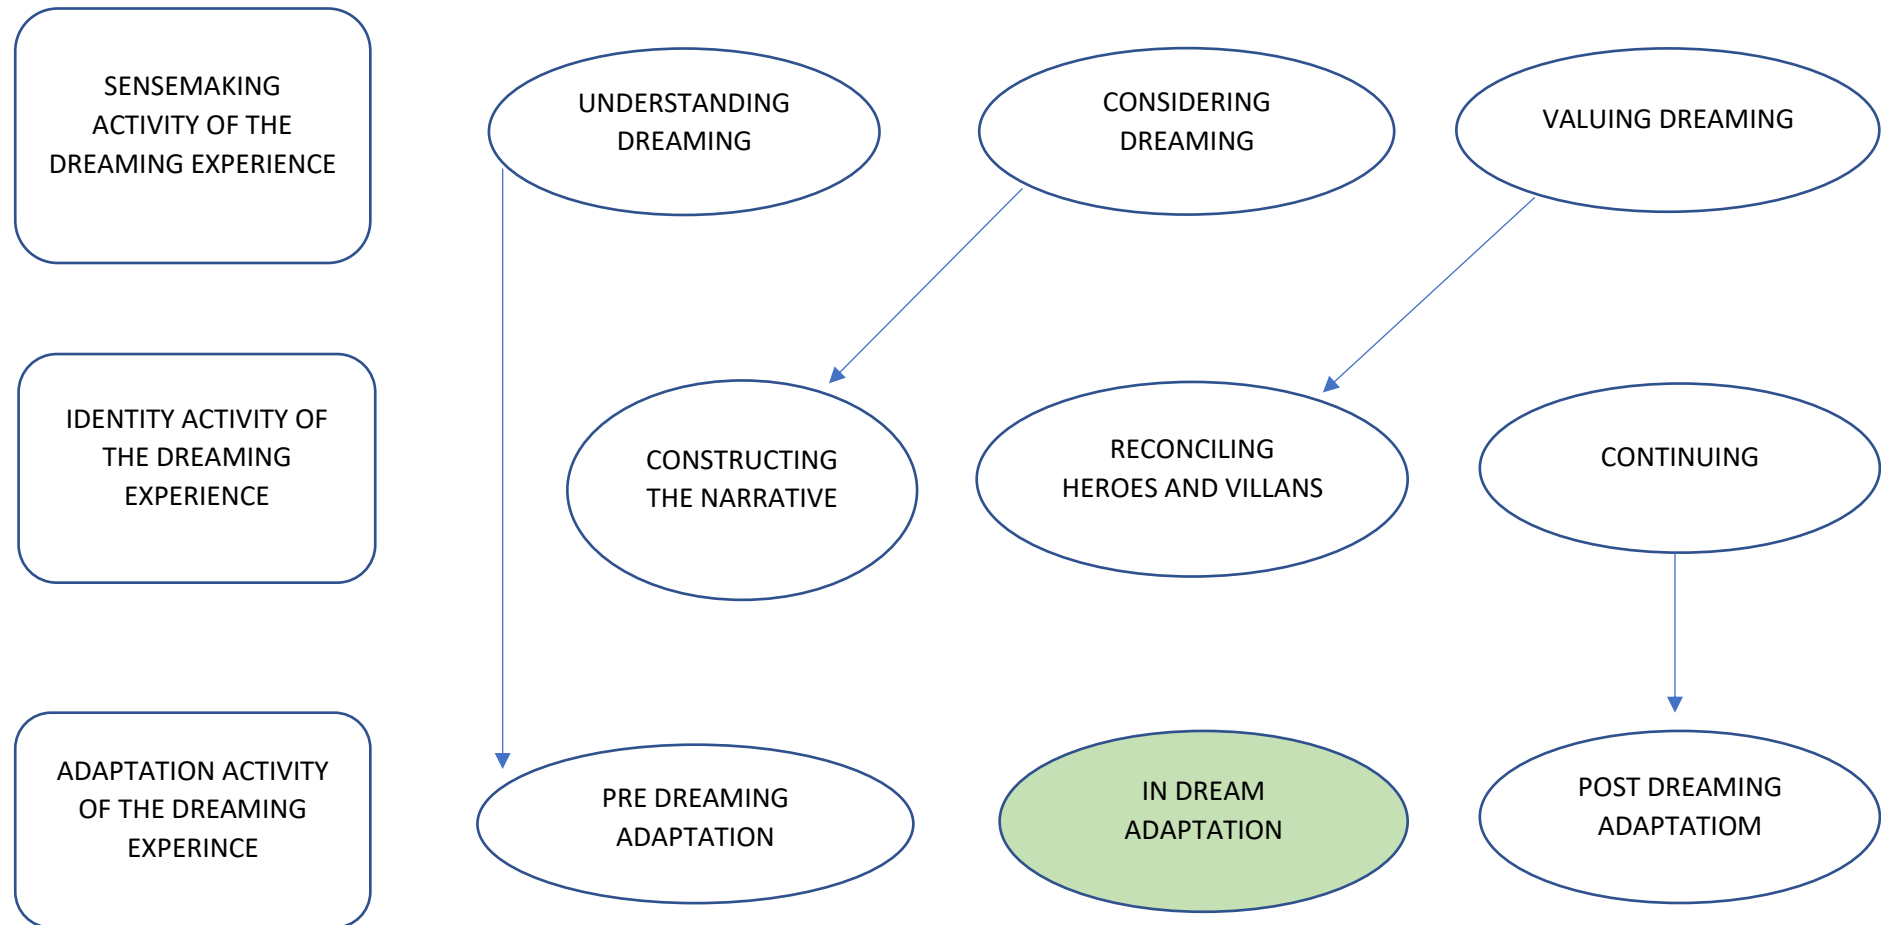 SENSEMAKING
ACTIVITY OF THE
DREAMING EXPERIENCE
UNDERSTANDING
DREAMING
CONSIDERING
DREAMING
VALUING DREAMING
IDENTITY ACTIVITY OF
THE DREAMING
EXPERIENCE
CONSTRUCTING
THE NARRATIVE
RECONCILING
HEROES AND VILLANS
CONTINUING
ADAPTATION ACTIVITY
OF THE DREAMING
EXPERINCE
PRE DREAMING
ADAPTATION
IN DREAM
ADAPTATION
POST DREAMING
ADAPTATIOM